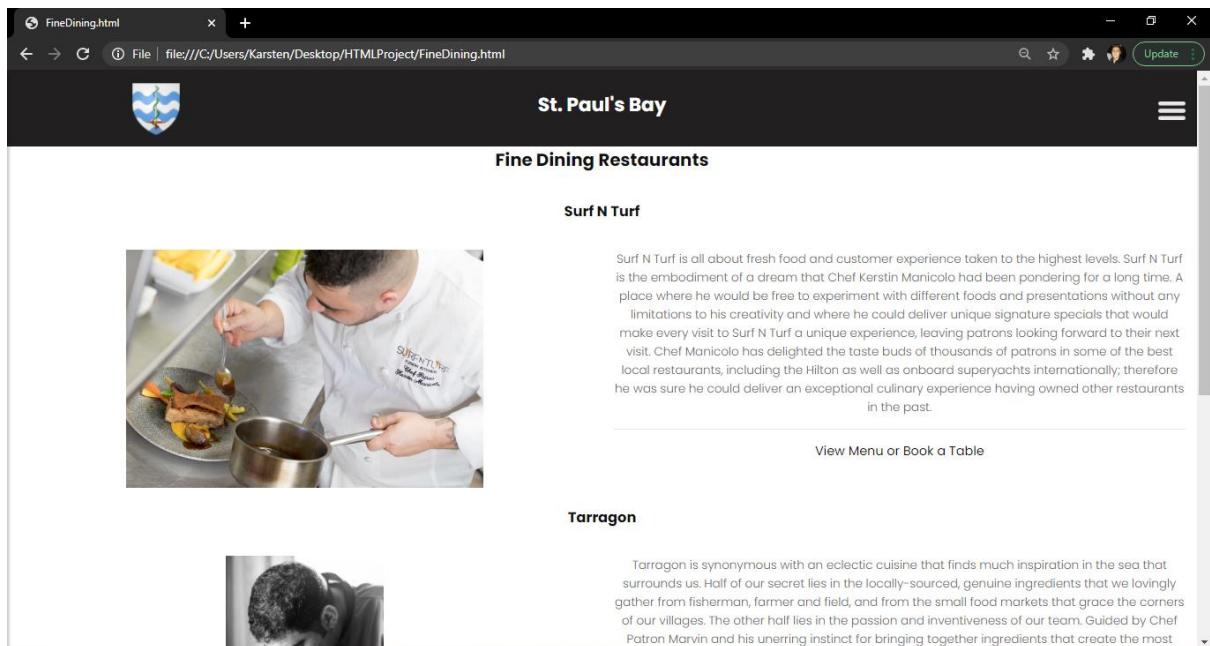 FineDining.html
File | file:///C:/Users/Karsten/Desktop/HTMLProject/FineDining.html
Update
St. Paul's Bay
Fine Dining Restaurants
Surf N Turf
Surf N Turf is all about fresh food and customer experience taken to the highest levels. Surf N Turf
is the embodiment of a dream that Chef Kerstin Manicolo had been pondering for a long time. A
place where he would be free to experiment with different foods and presentations without any
limitations to his creativity and where he could deliver unique signature specials that would
make every visit to Surf N Turf a unique experience, leaving patrons looking forward to their next
visit. Chef Manicolo has delighted the taste buds of thousands of patrons in some of the best
local restaurants, including the Hilton as well as onboard superyachts internationally; therefore
he was sure he could deliver an exceptional culinary experience having owned other restaurants
in the past.
View Menu or Book a Table
SURF N TURF
Tarragon
Tarragon is synonymous with an eclectic cuisine that finds much inspiration in the sea that
surrounds us. Half of our secret lies in the locally-sourced, genuine ingredients that we lovingly
gather from fisherman, farmer and field, and from the small food markets that grace the corners
of our villages. The other half lies in the passion and inventiveness of our team. Guided by Chef
Patron Marvin and his unerring instinct for bringing together ingredients that create the most